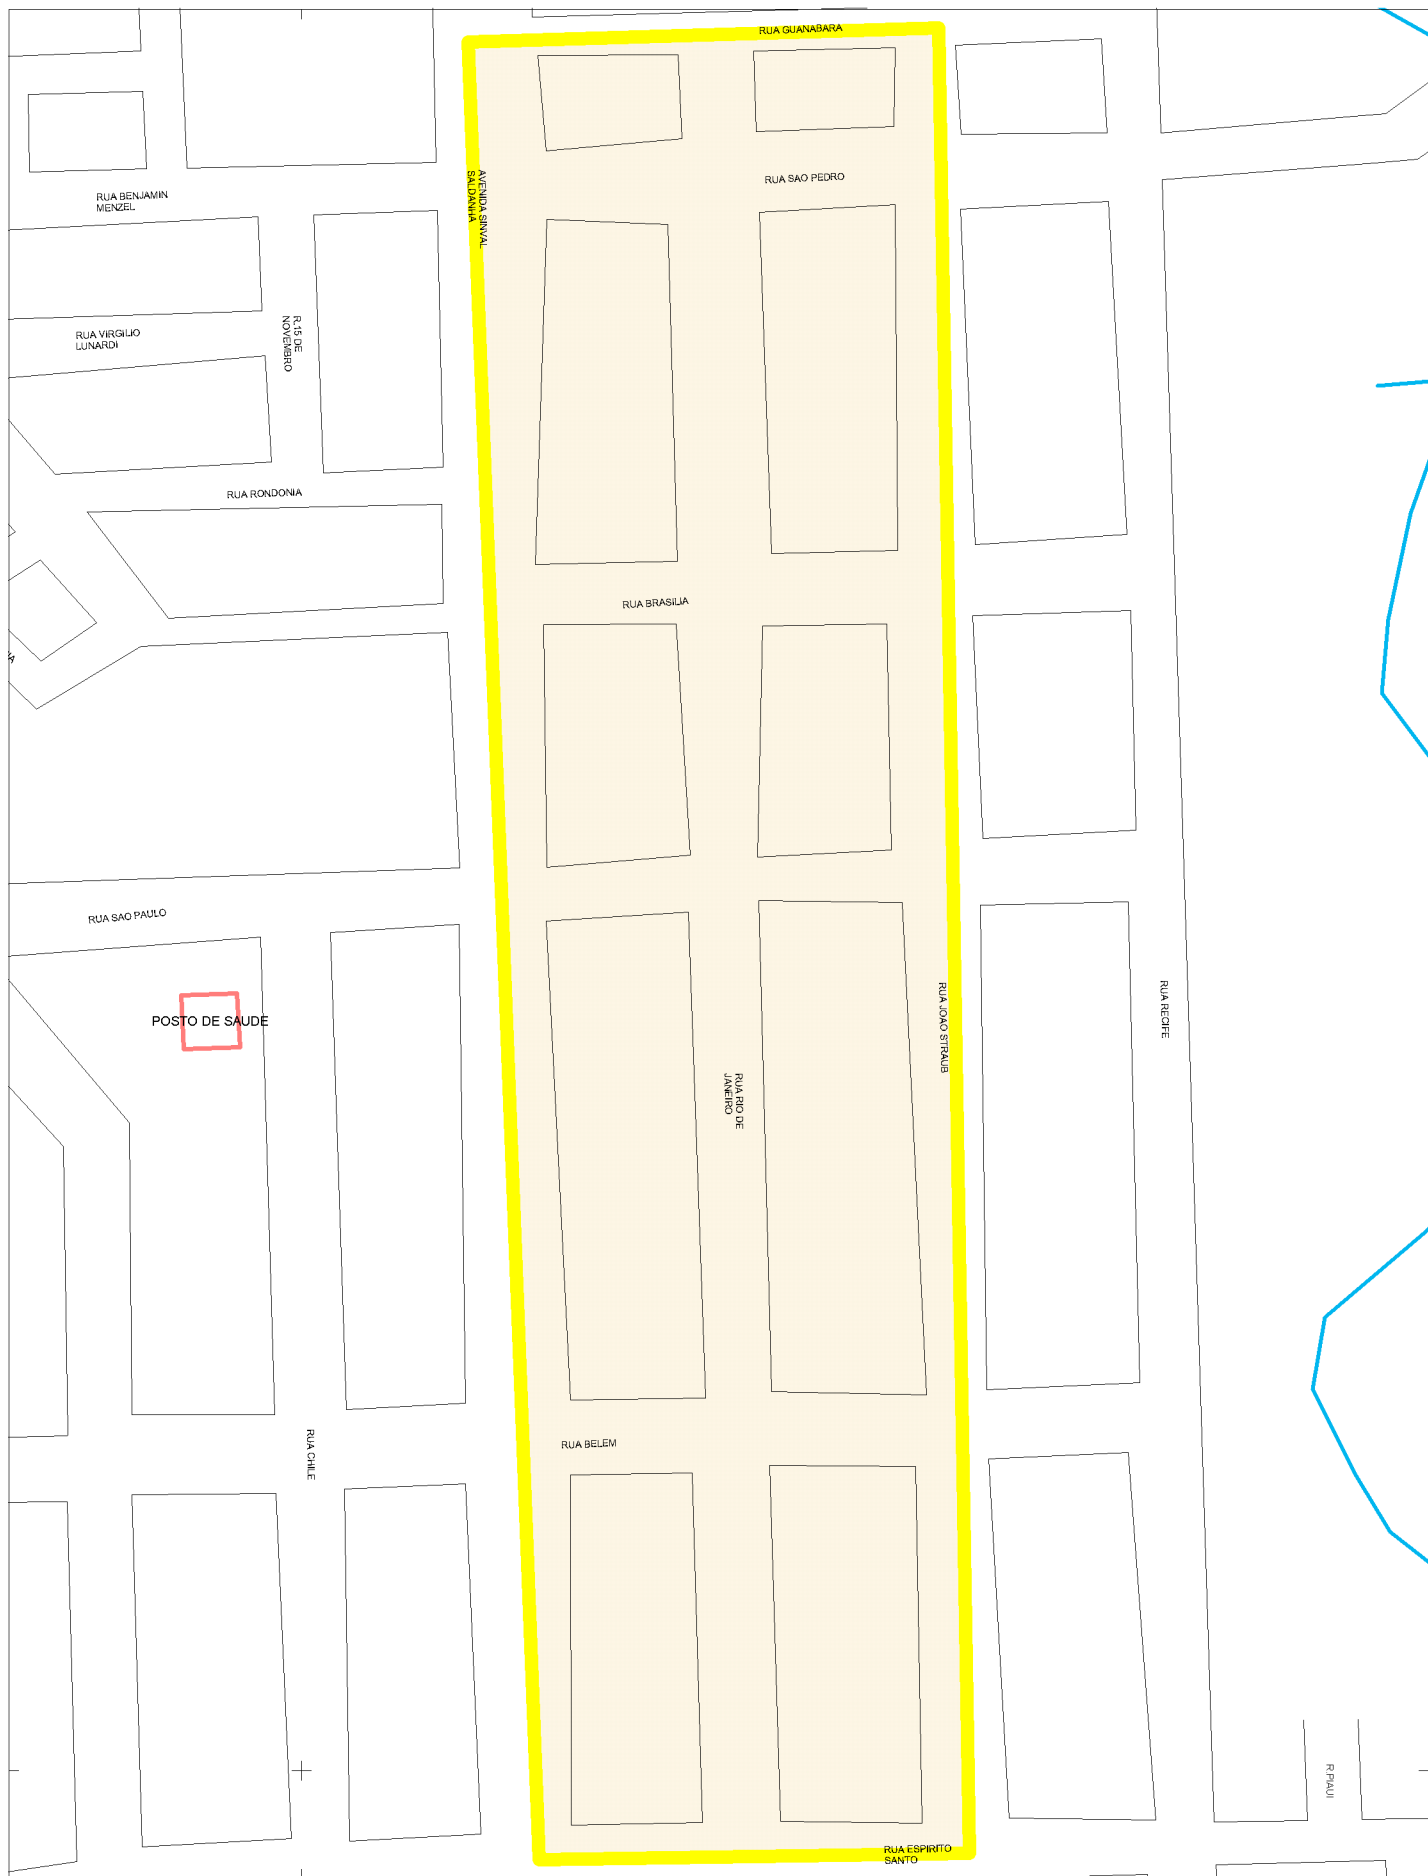 RUA GUANABARA
AVENIDA SINVAL
SALDANHA
RUA SAO PEDRO
RUA BENJAMIN
MENZEL
R.15 DE
NOVEMBRO
RUA VIRGILIO
LUNARDI
RUA RONDONIA
RUA BRASILIA
RUA SAO PAULO
POSTO DE SAUDE
RUA JOAO STRAUB
RUA RECIFE
RUA RIO DE
JANEIRO
RUA CHILE
RUA BELEM
R.PIAUI
RUA ESPIRITO
SANTO